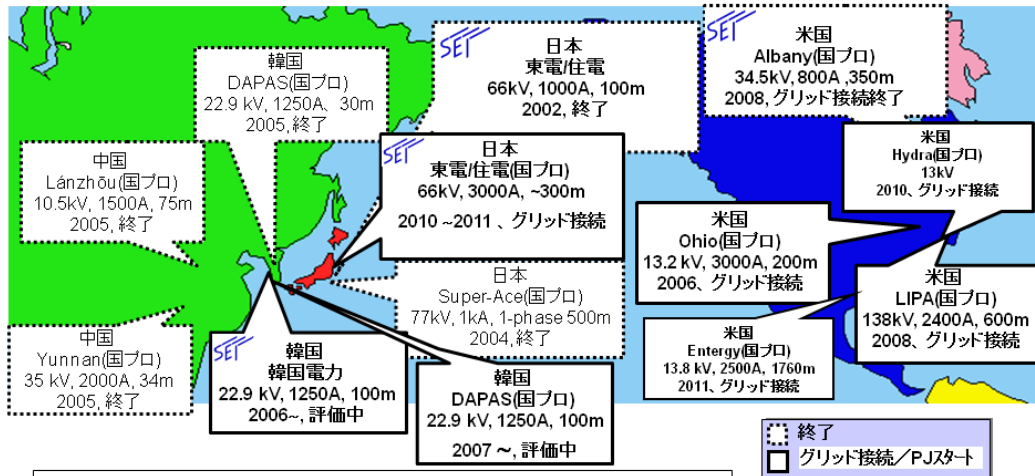 韓国
DAPAS(国プロ)
22.9 kV, 1250A、30m
2005, 終了
SEI
日本
東電/住電
66kV, 1000A, 100m
2002, 終了
SEI
米国
Albany(国プロ)
34.5kV, 800A ,350m
2008, グリッド接続終了
中国
Lánzhōu(国プロ)
10.5kV, 1500A, 75m
2005, 終了
SEI
日本
東電/住電(国プロ)
66kV, 3000A, ~300m
2010 ~2011 、グリッド接続
米国
Hydra(国プロ)
13kV
2010、グリッド接続
米国
Ohio(国プロ)
13.2 kV, 3000A, 200m
2006、グリッド接続
日本
Super-Ace(国プロ)
77kV, 1kA, 1-phase 500m
2004, 終了
米国
LIPA(国プロ)
138kV, 2400A, 600m
2008、グリッド接続
中国
Yunnan(国プロ)
35 kV, 2000A, 34m
2005, 終了
SEI
韓国
韓国電力
22.9 kV, 1250A, 100m
2006~, 評価中
米国
Entergy(国プロ)
13.8 kV, 2500A, 1760m
2011、グリッド接続
韓国
DAPAS(国プロ)
22.9 kV, 1250A, 100m
2007 ～, 評価中
終了
グリッド接続／PJスタート